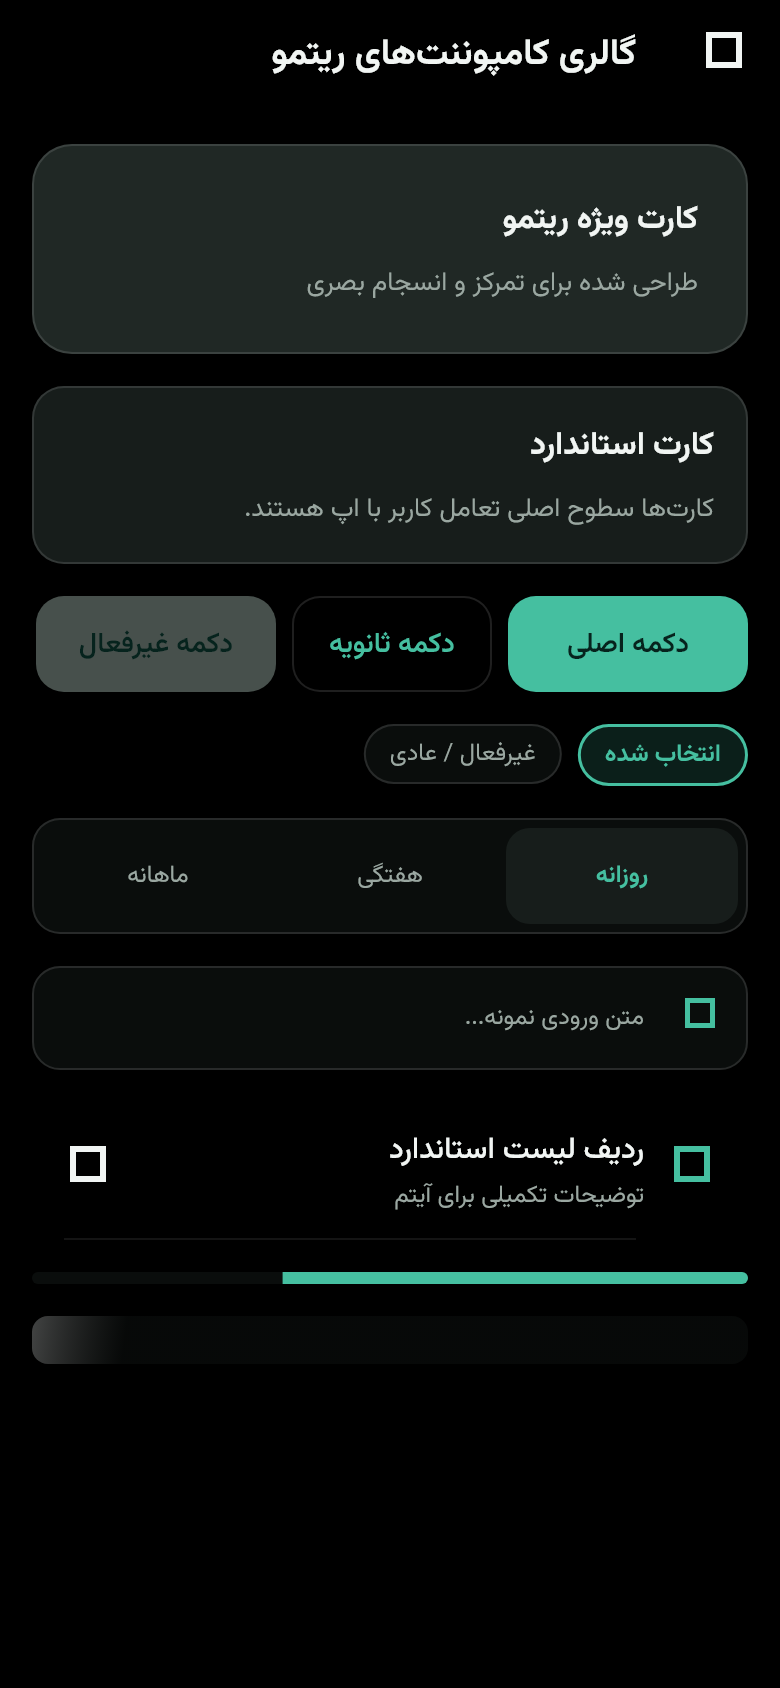 گالری کامپوننت‌های ریتمو
کارت ویژه ریتمو
طراحی شده برای تمرکز و انسجام بصری
کارت استاندارد
کارت‌ها سطوح اصلی تعامل کاربر با اپ هستند.
دکمه اصلی
دکمه ثانویه
دکمه غیرفعال
انتخاب شده
غیرفعال / عادی
روزانه
هفتگی
ماهانه
متن ورودی نمونه...
ردیف لیست استاندارد
توضیحات تکمیلی برای آیتم